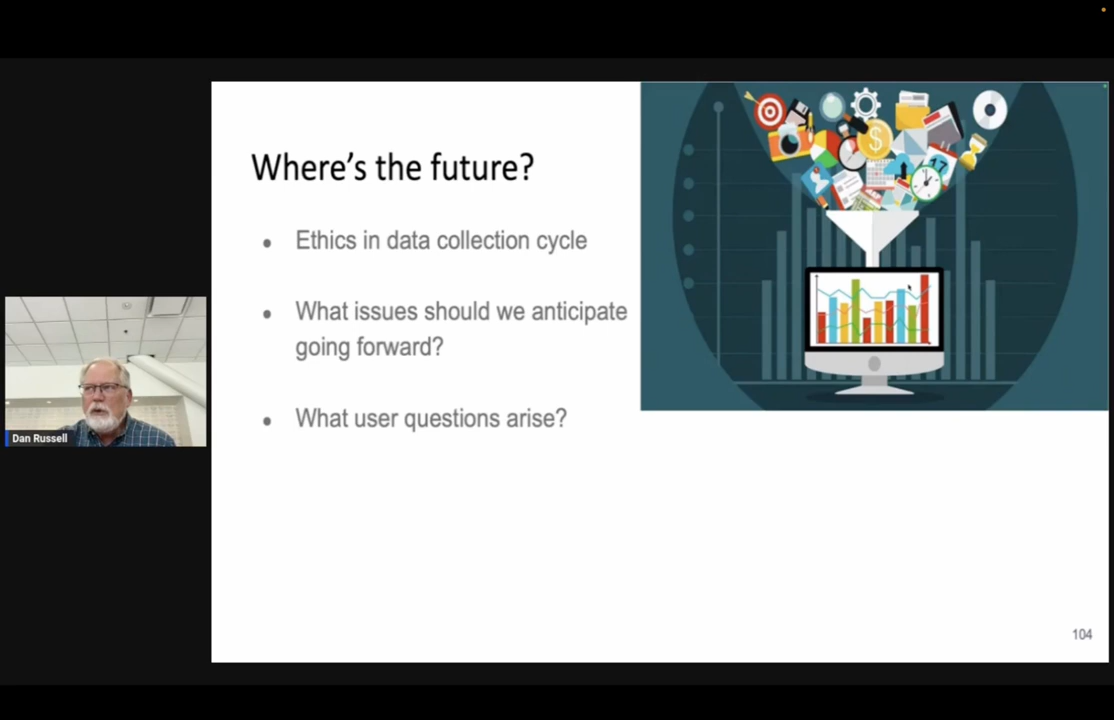 Where's the future?
• Ethics in data collection cycle
• What issues should we anticipate
going forward?
• What user questions arise?
17
$
Dan Russell
104